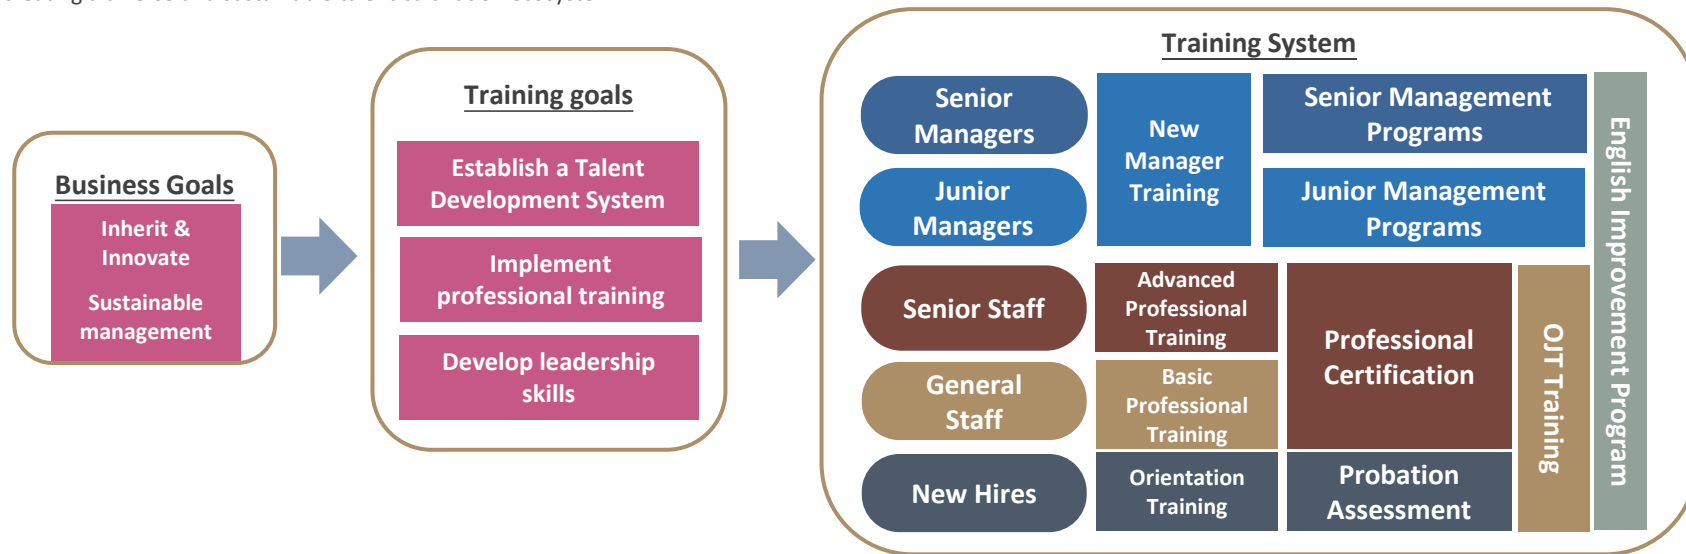 Business Goals
Inherit &
Innovate
Sustainable
management
Training goals
Establish a Talent
Development System
Implement
professional training
Develop leadership
skills
Training System
Senior
Managers
New
Manager
Training
Senior Management
Programs
Junior
Managers
Junior Management
Programs
Senior Staff
Advanced
Professional
Training
Professional
Certification
General
Staff
Basic
Professional
Training
New Hires
Orientation
Training
Probation
Assessment
OJT Training
English Improvement Program